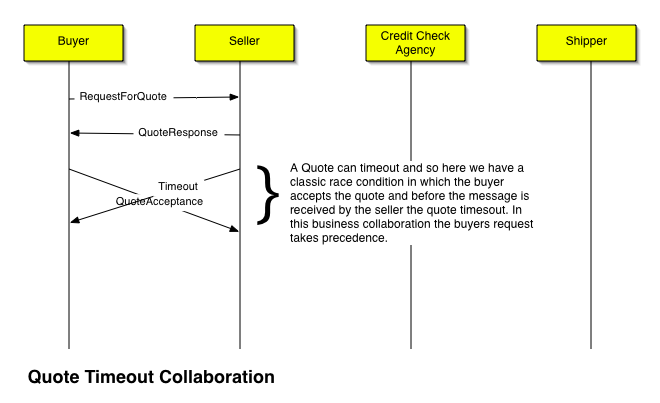 Buyer
Seller
Credit Check
Agency
Shipper
RequestForQuote
QuoteResponse
Timeout
QuoteAcceptance
A Quote can timeout and so here we have a
classic race condition in which the buyer
accepts the quote and before the message is
received by the seller the quote timesout. In
this business collaboration the buyers request
takes precedence.
Quote Timeout Collaboration